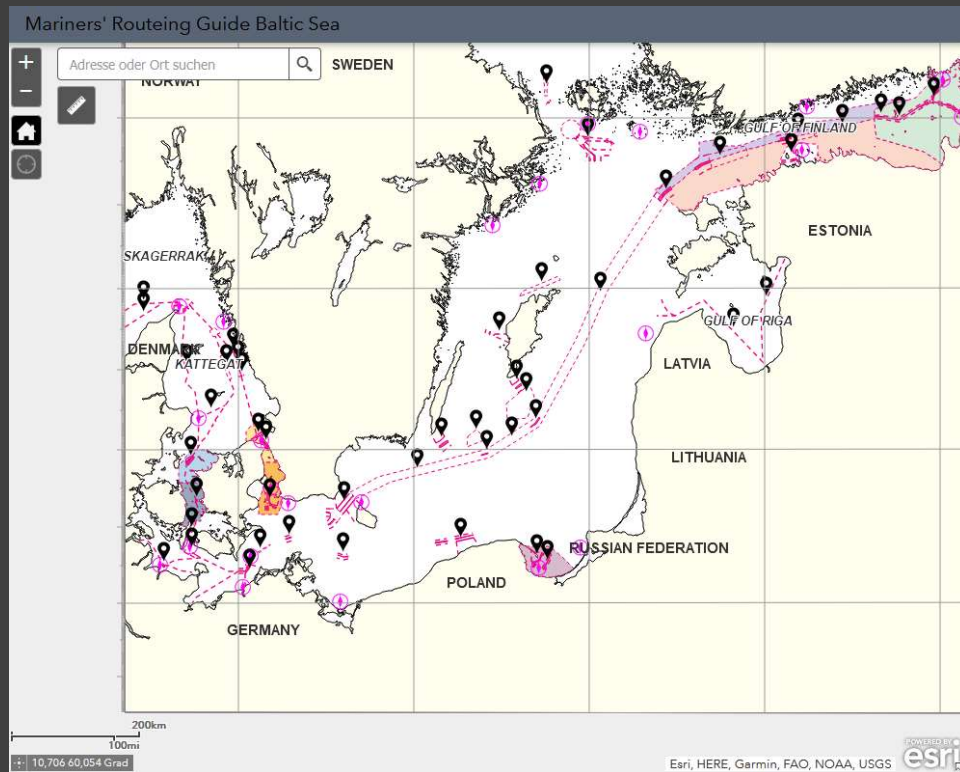 Mariners' Routeing Guide Baltic Sea
+
Adresse oder Ort suchen
SWEDEN
NORWAY
−
GULF OF FINLAND
ESTONIA
SKAGERRAK
GULF OF RIGA
DENMARK
KATTEGAT
LATVIA
LITHUANIA
RUSSIAN FEDERATION
POLAND
GERMANY
200km
100mi
10,706 60,054 Grad
Esri, HERE, Garmin, FAO, NOAA, USGS
POWERED BY
esri